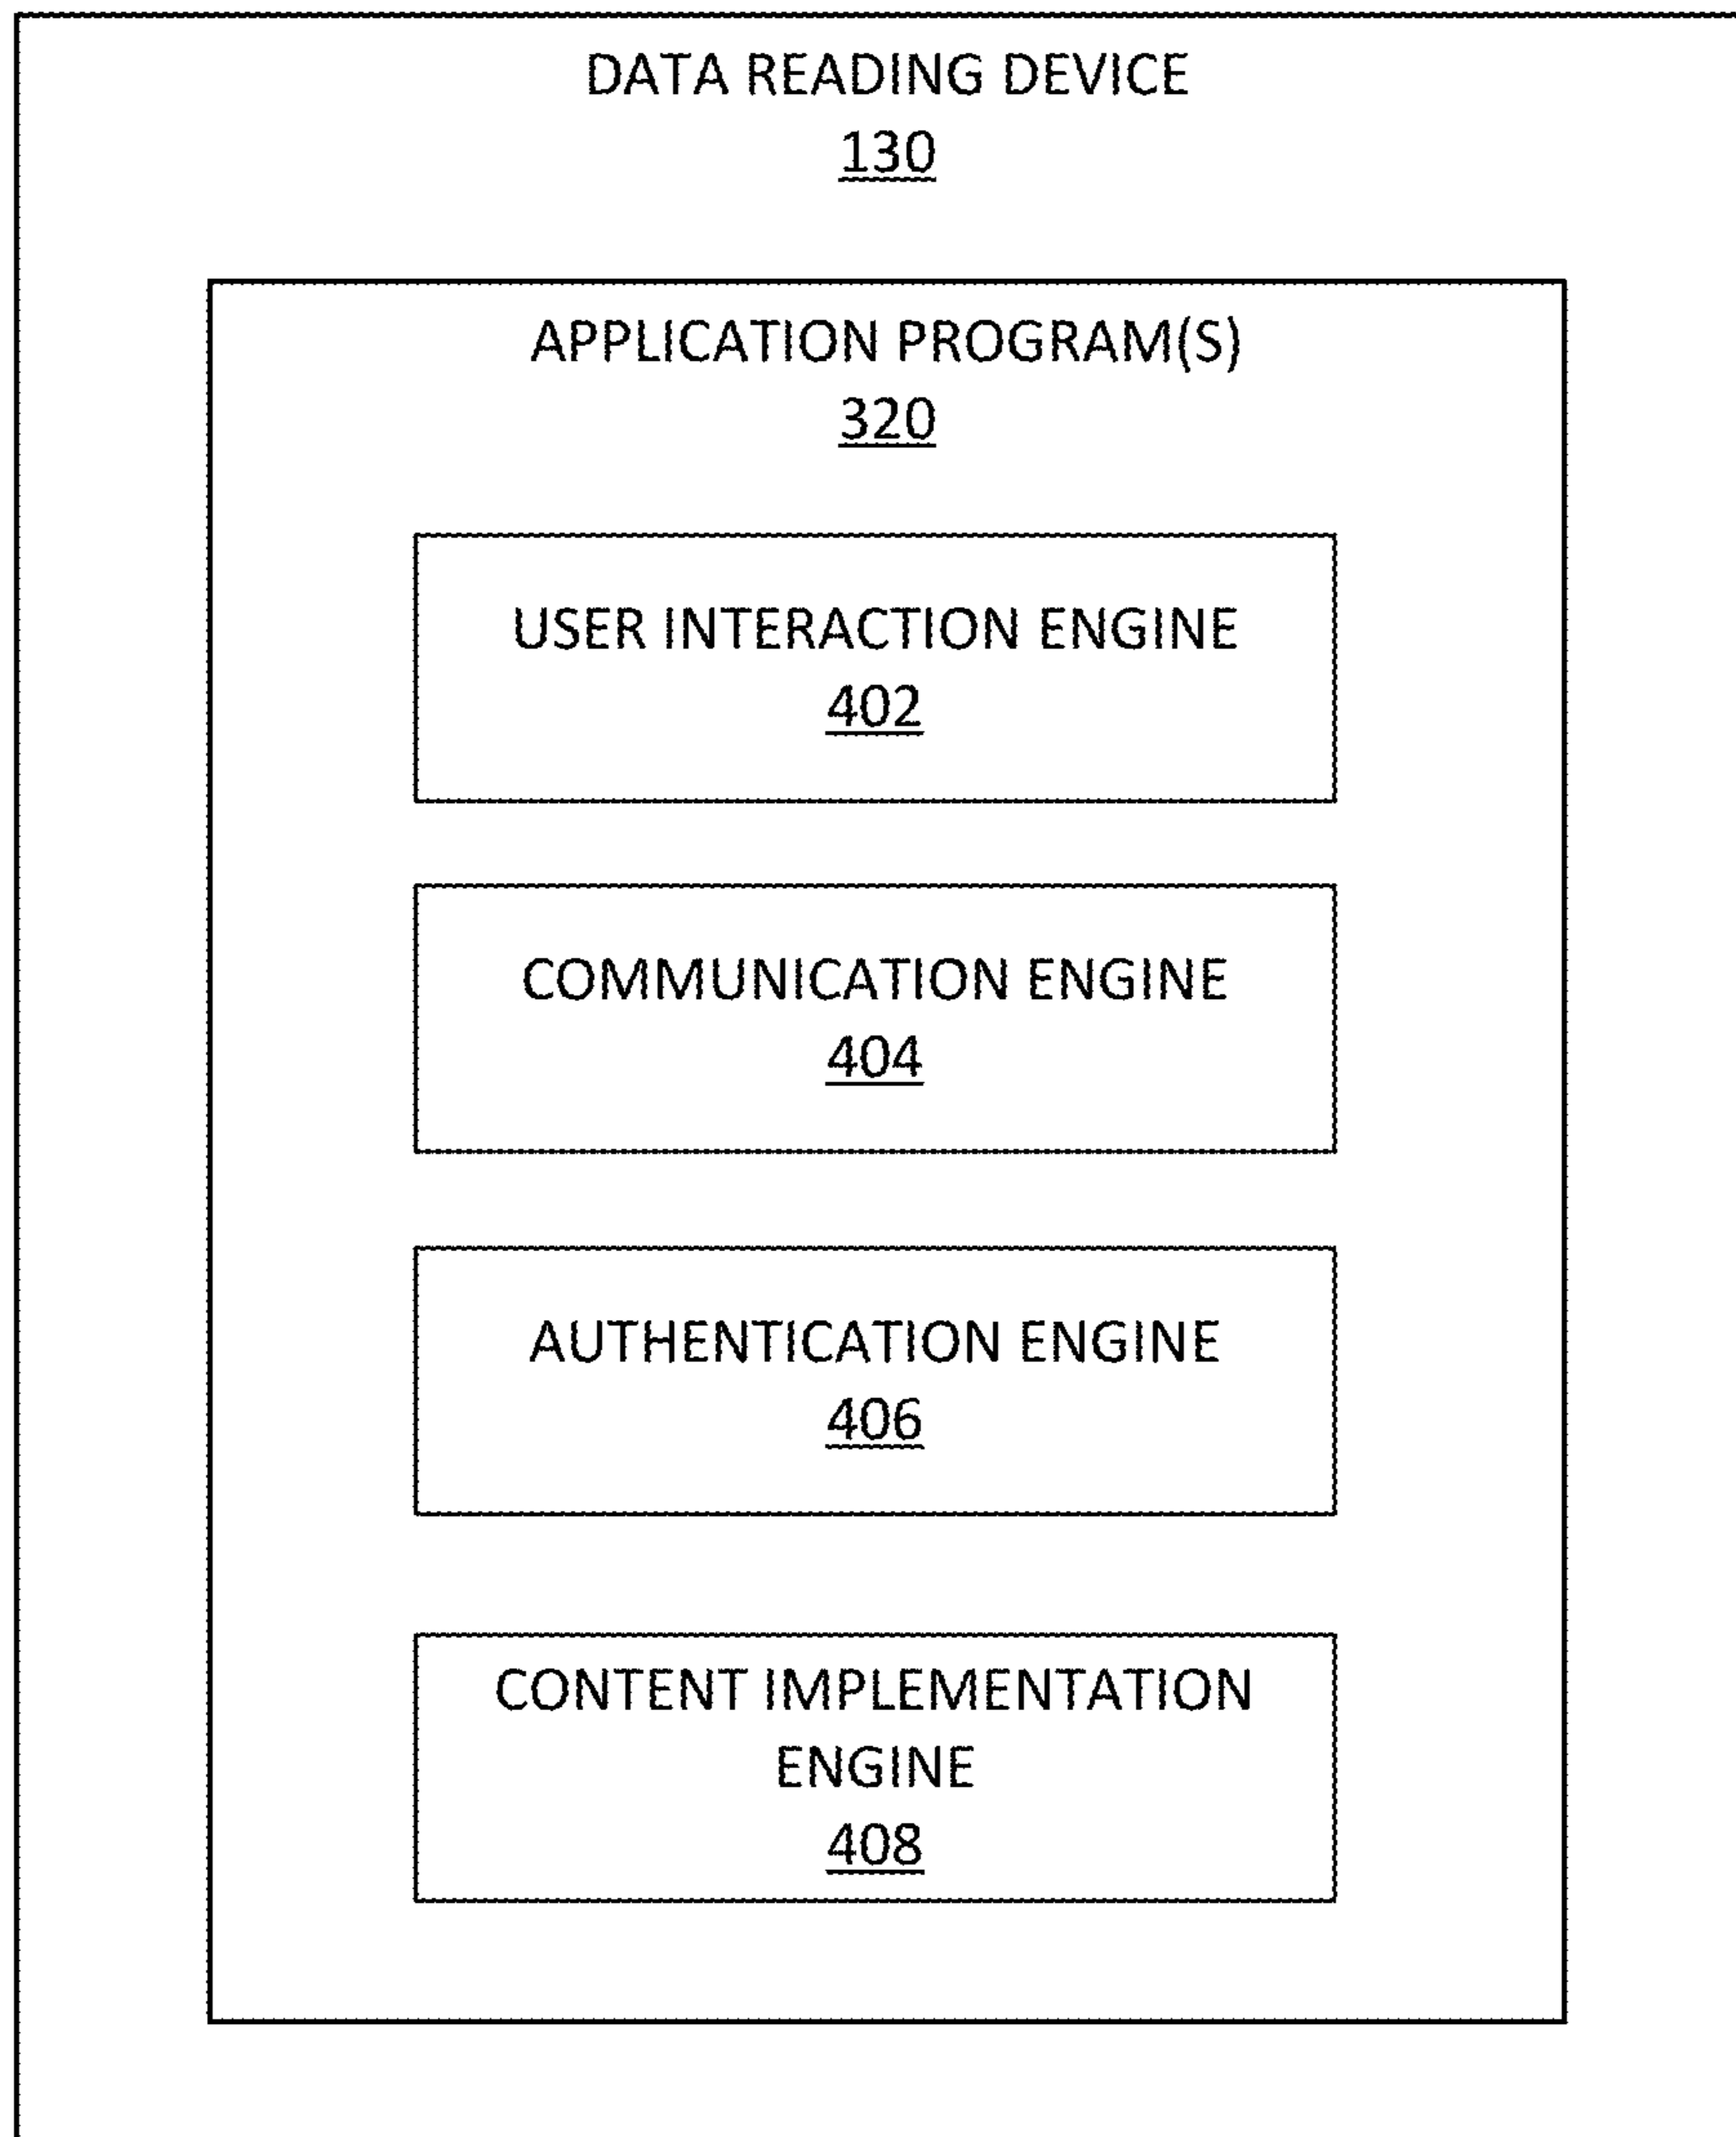 DATA READING DEVICE
130
APPLICATION PROGRAM(S)
320
USER INTERACTION ENGINE
402
COMMUNICATION ENGINE
404
AUTHENTICATION ENGINE
406
CONTENT IMPLEMENTATION
ENGINE
408